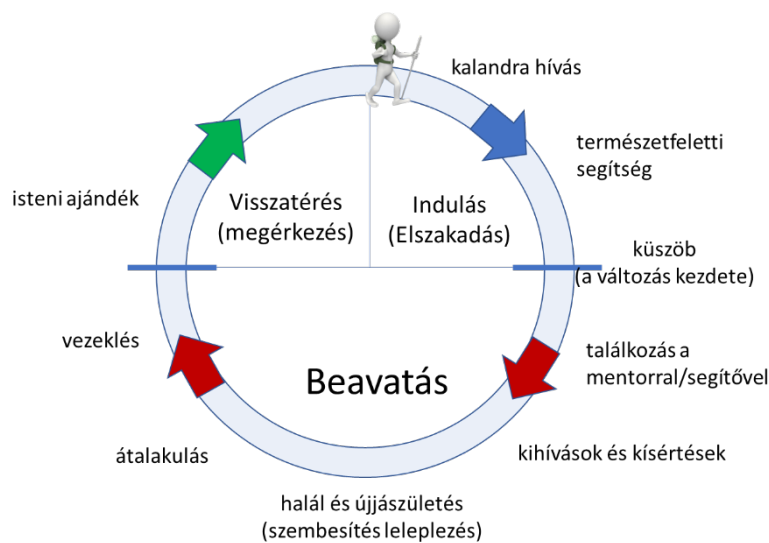 kalandra hívás
természetfeletti
segítség
isteni ajándék
Visszatérés
(megérkezés)
Indulás
(Elszakadás)
küszöb
(a változás kezdete)
vezeklés
találkozás a
mentorral/segítővel
Beavatás
átalakulás
kihívások és kísértések
halál és újjászületés
(szembesítés leleplezés)